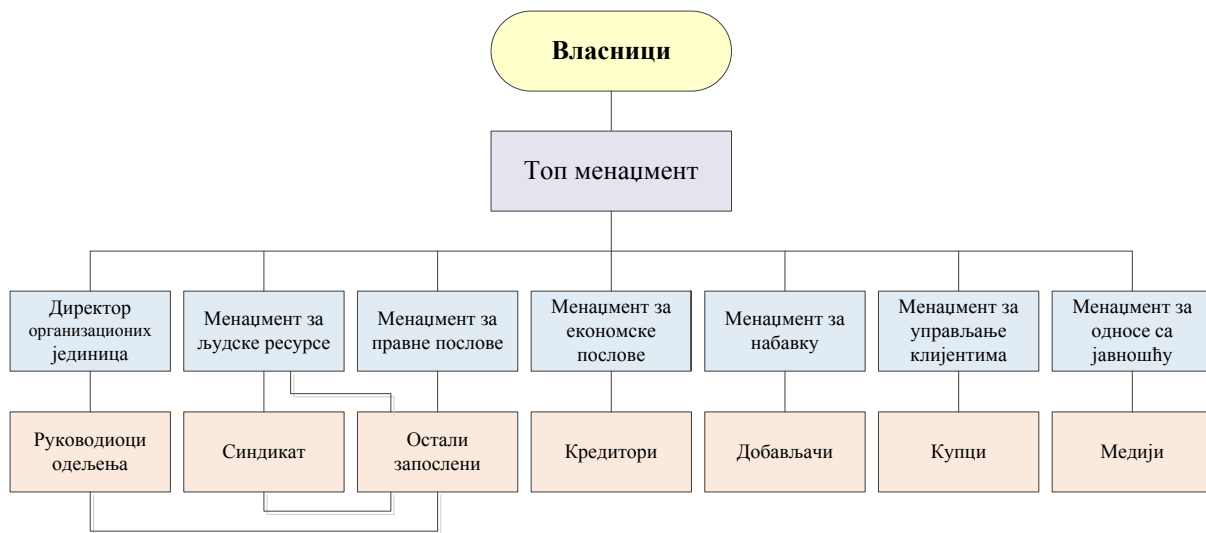 Власници
Топ менаџмент
Директор
организационих
јединица
Менаџмент за
људске ресурсе
Менаџмент за
правне послове
Менаџмент за
економске
послове
Менаџмент за
набавку
Менаџмент за
управљање
клијентима
Менаџмент за
односе са
јавношћу
Руководиоци
одељења
Синдикат
Остали
запослени
Кредитори
Добављачи
Купци
Медији